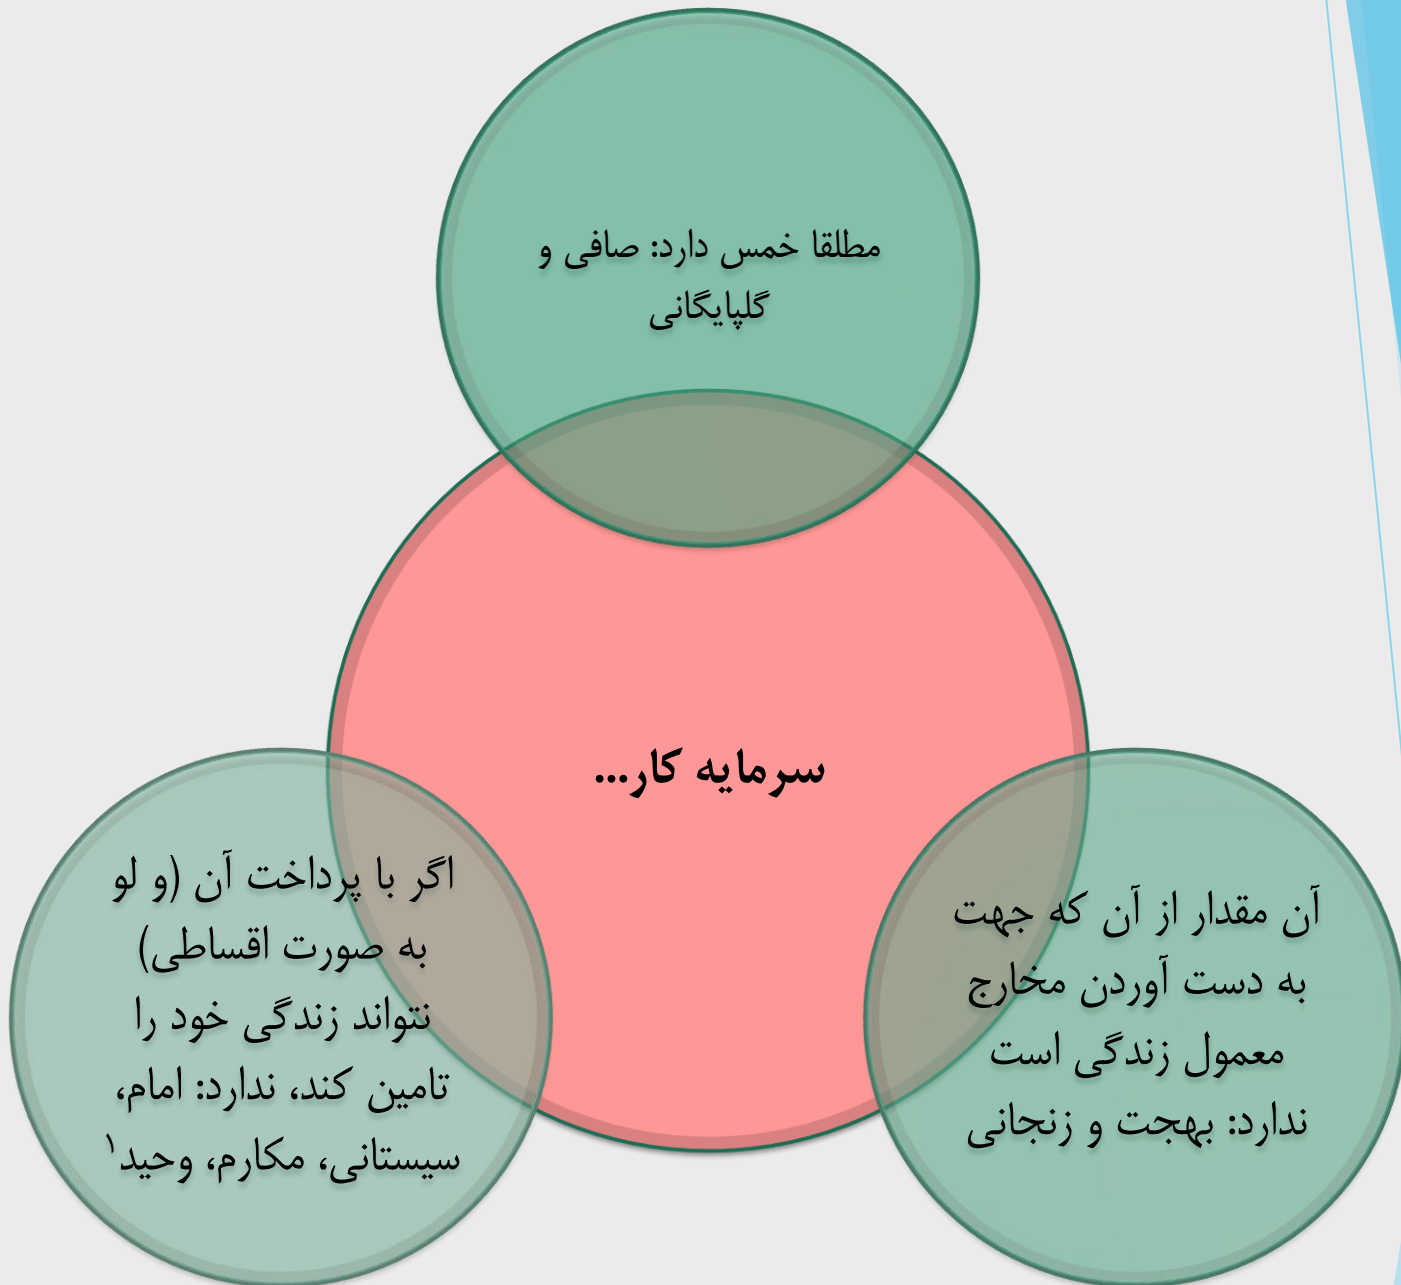 مطلقا خمس دارد: صافی و
گلپایگانی
سرمایه کار...
آن مقدار از آن که جهت
به دست آوردن مخارج
معمول زندگی است
ندارد: بهجت و زنجانی
اگر با پرداخت آن (و لو
به صورت اقساطی)
نتواند زندگی خود را
تامین کند، ندارد: امام،
سیستانی، مکارم، وحید۱